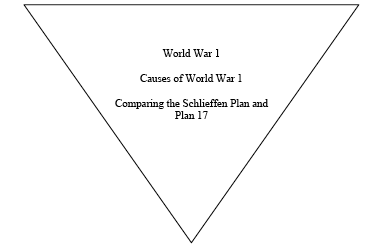 World War 1
Causes of World War 1
Comparing the Schlieffen Plan and
Plan 17